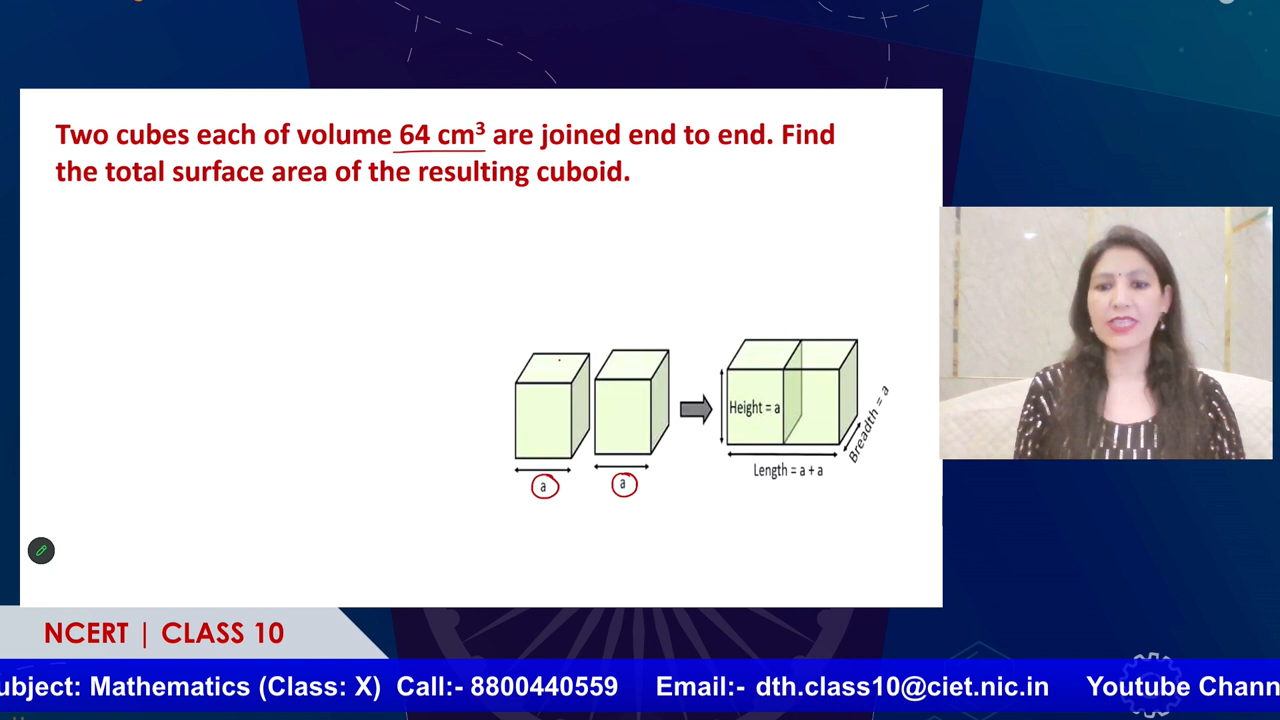 Two cubes each of volume 64 cm³ are joined end to end. Find
the total surface area of the resulting cuboid.
a
a
Height = a
Length = a + a
Breadth = a
NCERT | CLASS 10
ubject: Mathematics (Class: X) Call:- 8800440559 Email:- dth.class10@ciet.nic.in Youtube Chann